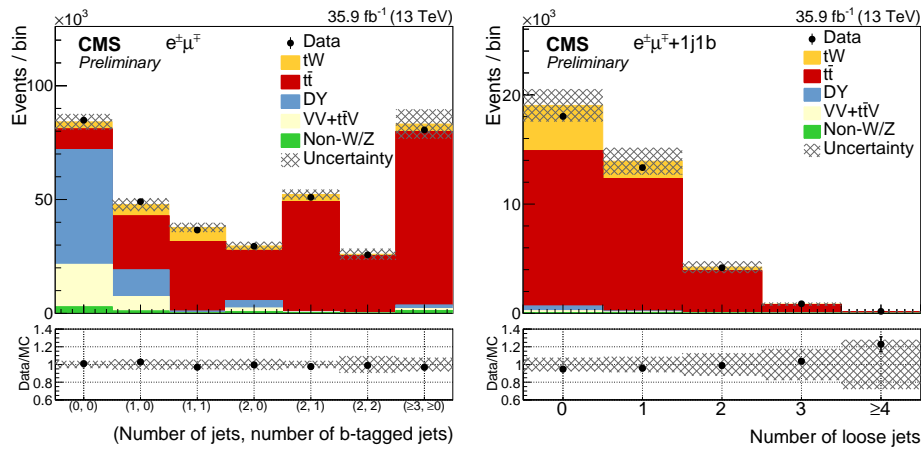 ×10³
35.9 fb⁻¹ (13 TeV)
CMS
Preliminary
e±μ∓
Data
tW
tt̄
DY
VV+tt̄V
Non-W/Z
Uncertainty
Events / bin
100
50
0
Data/MC
1.4
1.2
1
0.8
0.6
(0, 0) (1, 0) (1, 1) (2, 0) (2, 1) (2, 2) (≥3, ≥0)
(Number of jets, number of b-tagged jets)
×10³
35.9 fb⁻¹ (13 TeV)
CMS
Preliminary
e±μ∓+1j1b
Data
tW
tt̄
DY
VV+tt̄V
Non-W/Z
Uncertainty
Events / bin
20
10
0
Data/MC
1.4
1.2
1
0.8
0.6
0 1 2 3 ≥4
Number of loose jets